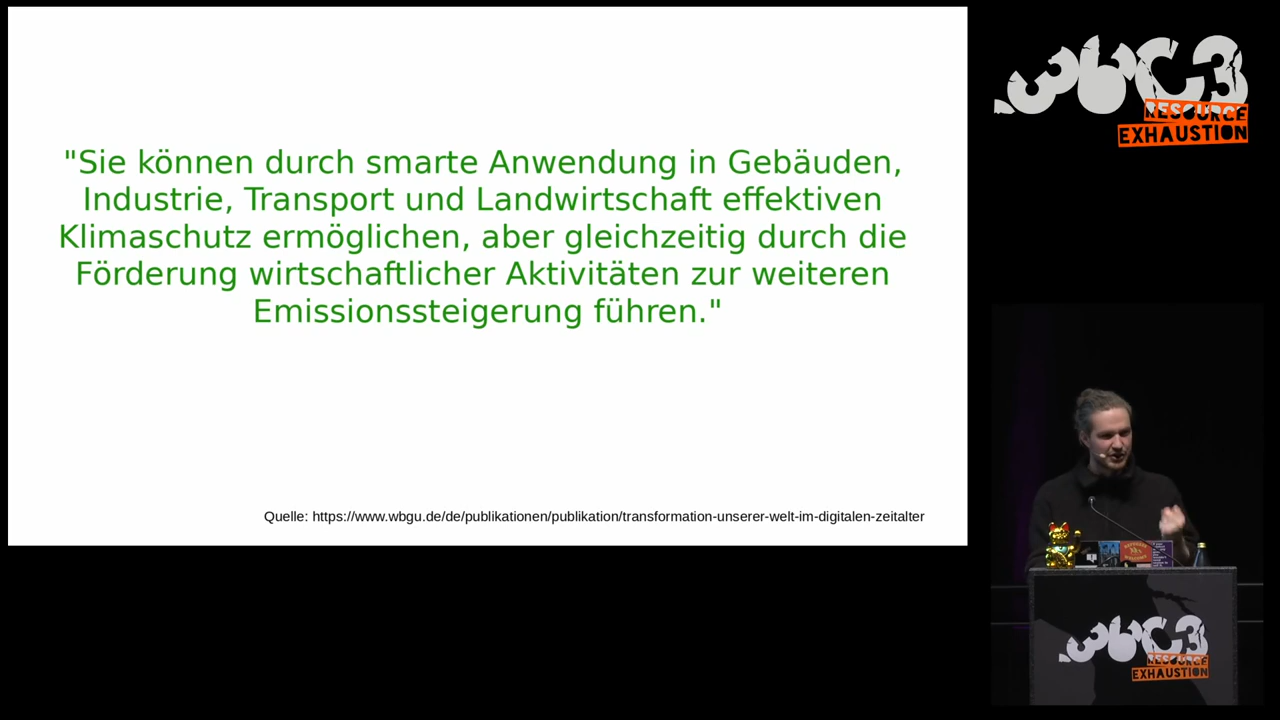 "Sie können durch smarte Anwendung in Gebäuden,
Industrie, Transport und Landwirtschaft effektiven
Klimaschutz ermöglichen, aber gleichzeitig durch die
Förderung wirtschaftlicher Aktivitäten zur weiteren
Emissionssteigerung führen."
Quelle: https://www.wbgu.de/de/publikationen/publikation/transformation-unserer-welt-im-digitalen-zeitalter
36C3
RESOURCE
EXHAUSTION
36C3
RESOURCE
EXHAUSTION